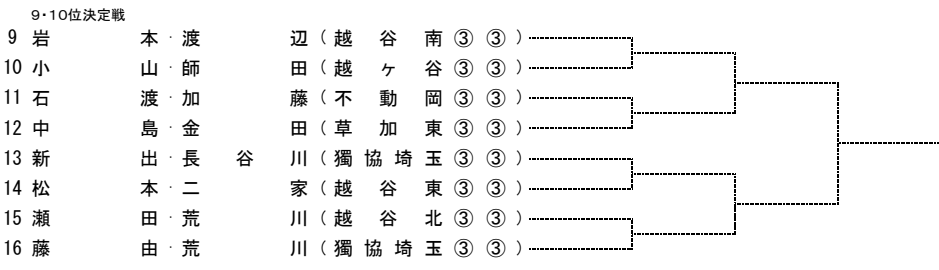 9・10位決定戦
9 岩本・渡辺(越谷南③③)
10 小山・師田(越ヶ谷③③)
11 石渡・加藤(不動岡③③)
12 中島・金田(草加東③③)
13 新出・長谷川(獨協埼玉③③)
14 松本・二家(越谷東③③)
15 瀬田・荒川(越谷北③③)
16 藤由・荒川(獨協埼玉③③)